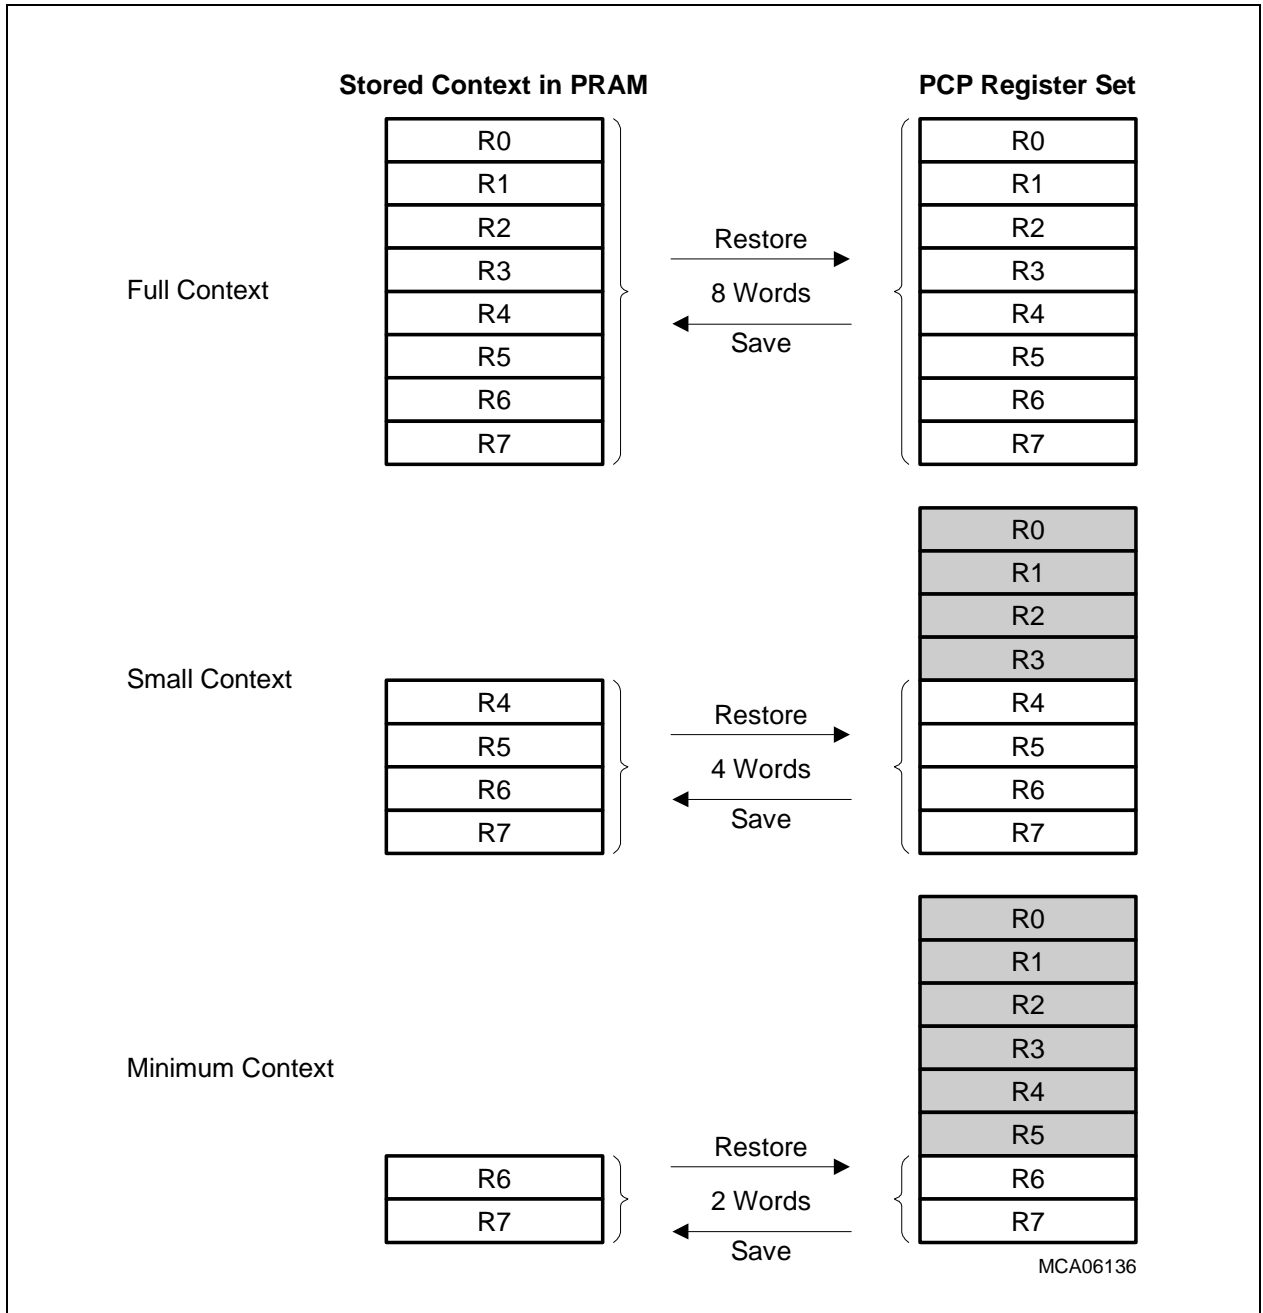 Stored Context in PRAM
PCP Register Set
Full Context
R0
R1
R2
R3
R4
R5
R6
R7
Restore
8 Words
Save
R0
R1
R2
R3
R4
R5
R6
R7
Small Context
R4
R5
R6
R7
Restore
4 Words
Save
R0
R1
R2
R3
R4
R5
R6
R7
Minimum Context
R6
R7
Restore
2 Words
Save
R0
R1
R2
R3
R4
R5
R6
R7
MCA06136